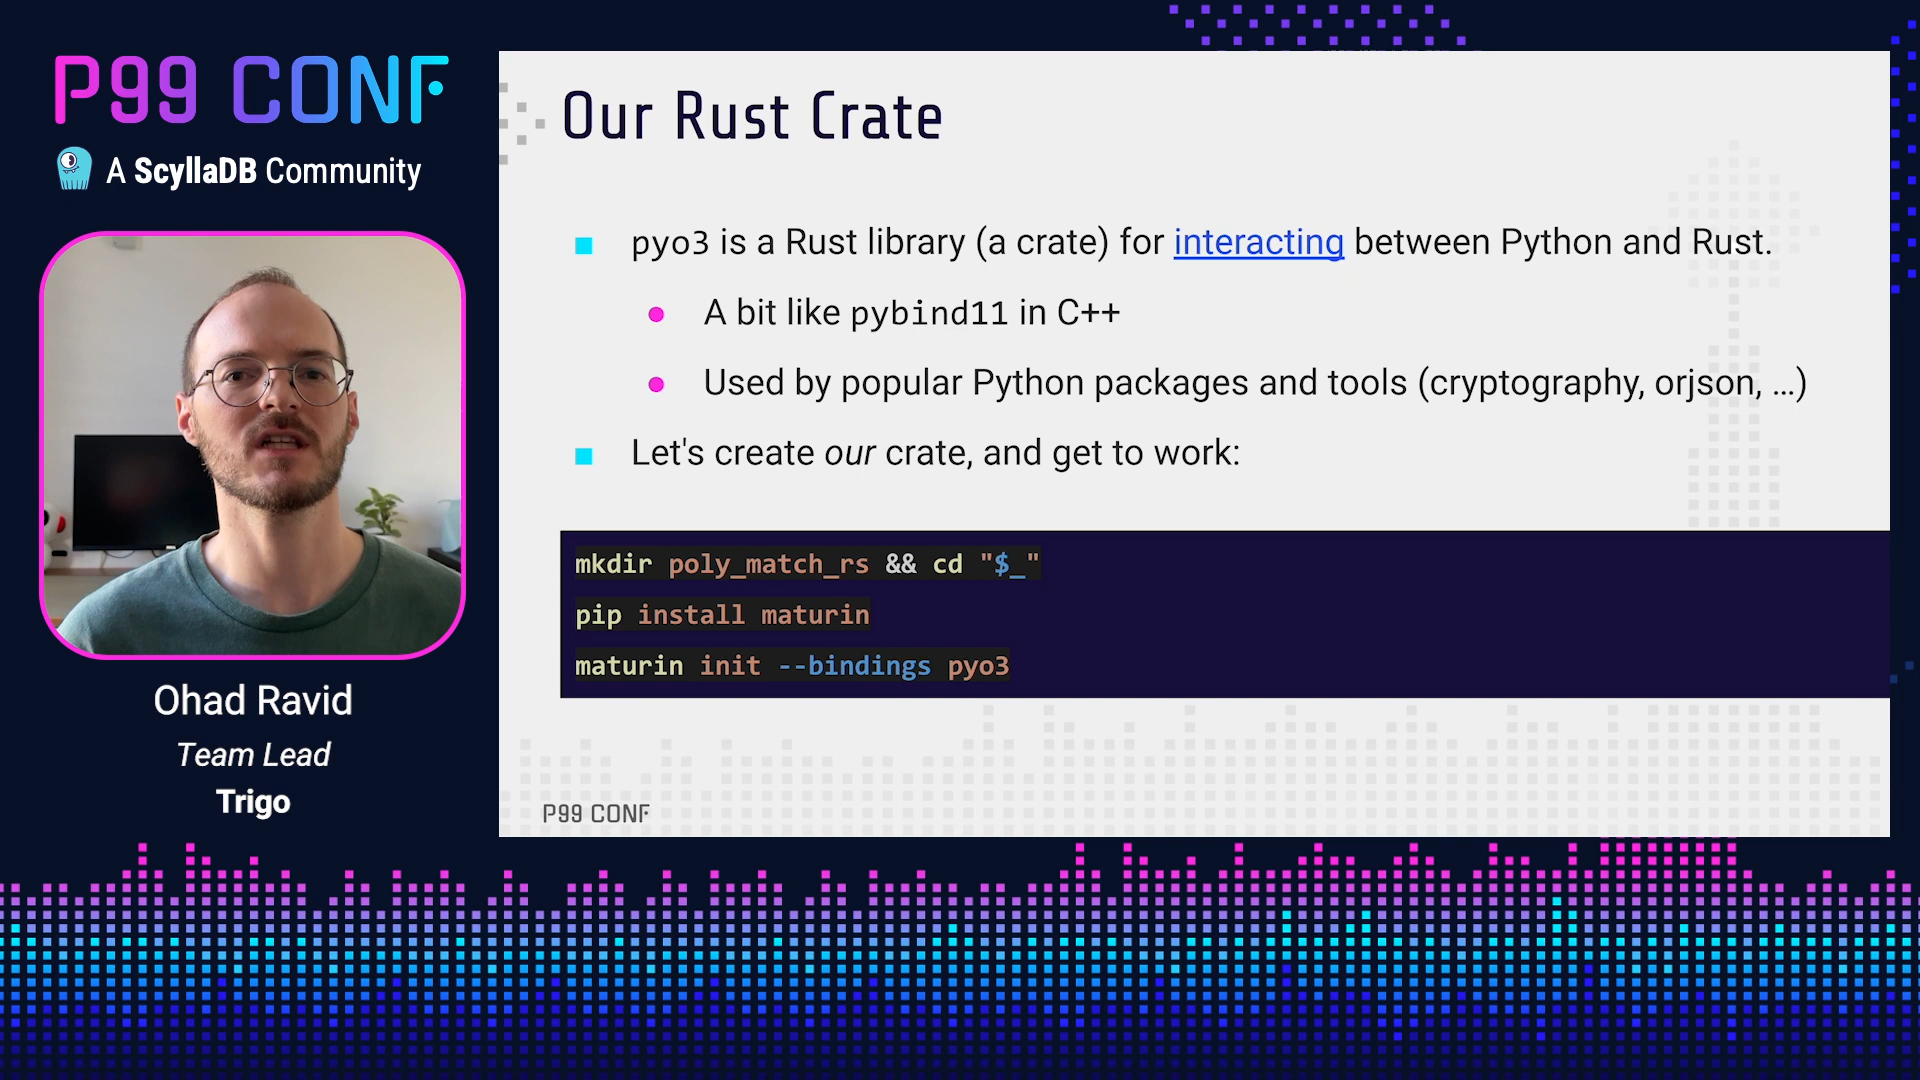 P99 CONF
A ScyllaDB Community
Ohad Ravid
Team Lead
Trigo
Our Rust Crate
pyo3 is a Rust library (a crate) for interacting between Python and Rust.
A bit like pybind11 in C++
Used by popular Python packages and tools (cryptography, orjson, …)
Let's create our crate, and get to work:
mkdir poly_match_rs && cd "$_"
pip install maturin
maturin init --bindings pyo3
P99 CONF